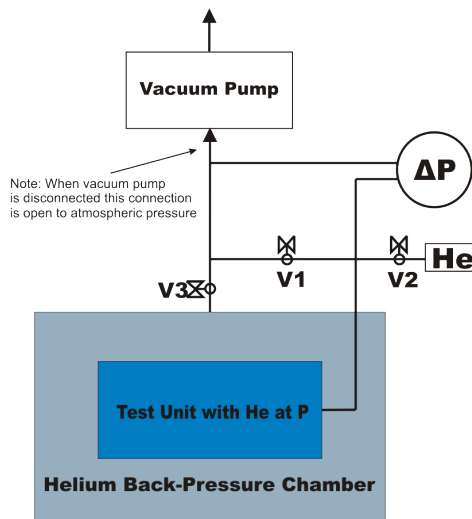 Vacuum Pump
ΔP
Note: When vacuum pump
is disconnected this connection
is open to atmospheric pressure
V1
V2
He
V3
Test Unit with He at P
Helium Back-Pressure Chamber